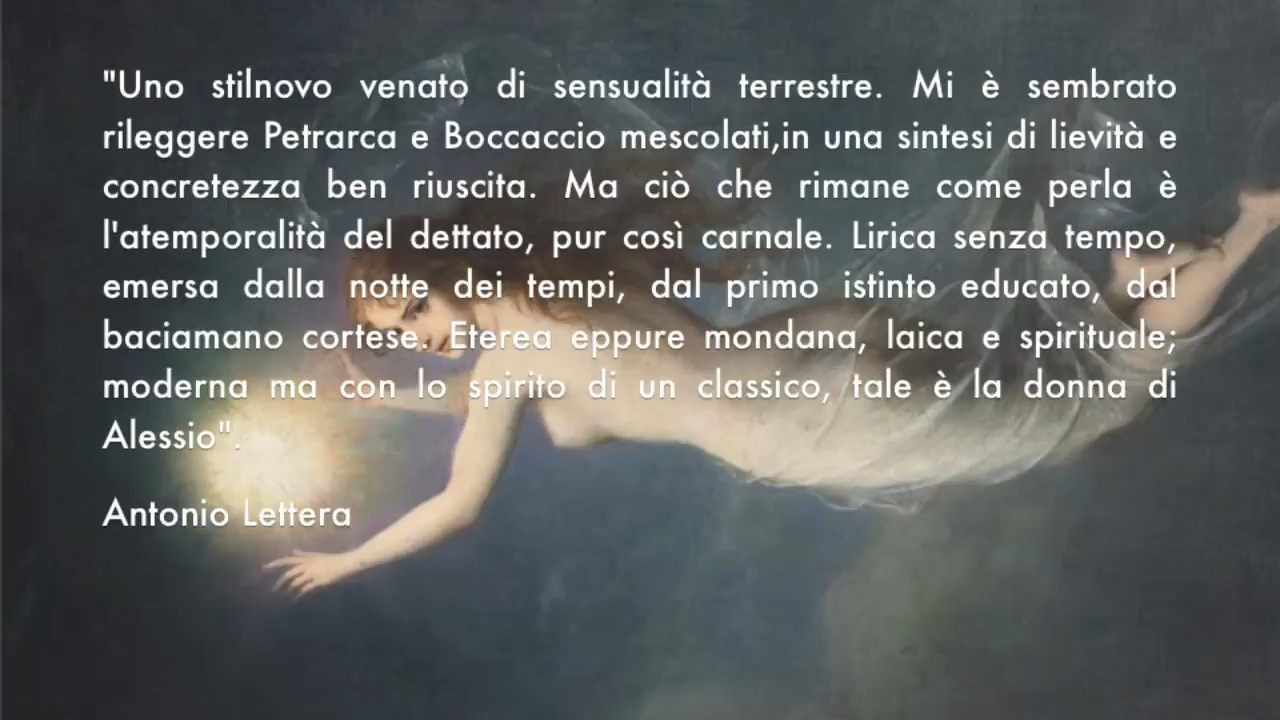 "Uno stilnovo venato di sensualità terrestre. Mi è sembrato
rileggere Petrarca e Boccaccio mescolati,in una sintesi di lievità e
concretezza ben riuscita. Ma ciò che rimane come perla è
l'atemporalità del dettato, pur così carnale. Lirica senza tempo,
emersa dalla notte dei tempi, dal primo istinto educato, dal
baciamano cortese. Eterea eppure mondana, laica e spirituale;
moderna ma con lo spirito di un classico, tale è la donna di
Alessio".
Antonio Lettera